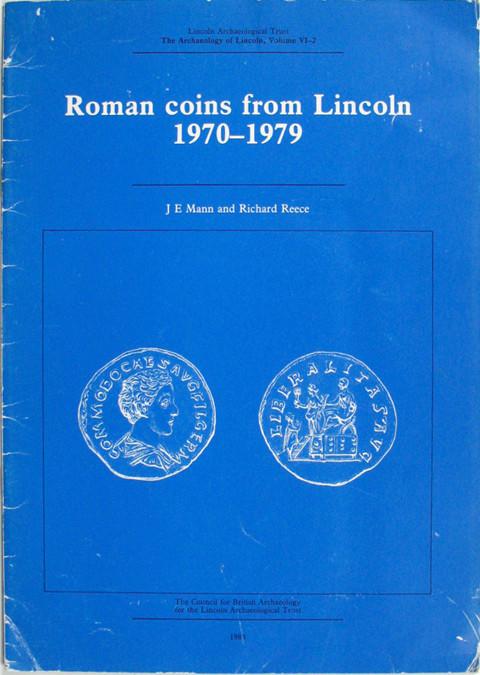 Lincoln Archaeological Trust
The Archaeology of Lincoln, Volume VI–2
Roman coins from Lincoln
1970–1979
J E Mann and Richard Reece
COMMODO CAES AVG FIL GERM
LIBERALITAS AVG
The Council for British Archaeology
for the Lincoln Archaeological Trust